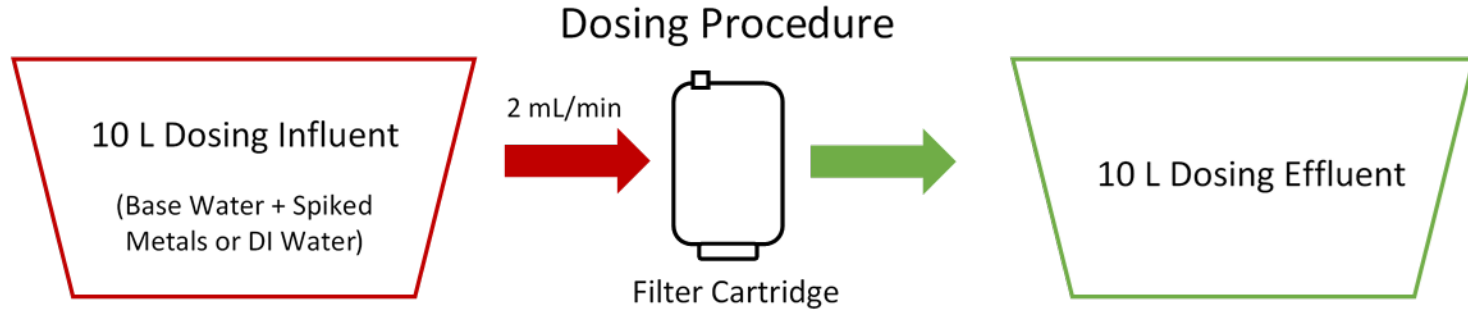 Dosing Procedure
10 L Dosing Influent
(Base Water + Spiked
Metals or DI Water)
2 mL/min
Filter Cartridge
10 L Dosing Effluent